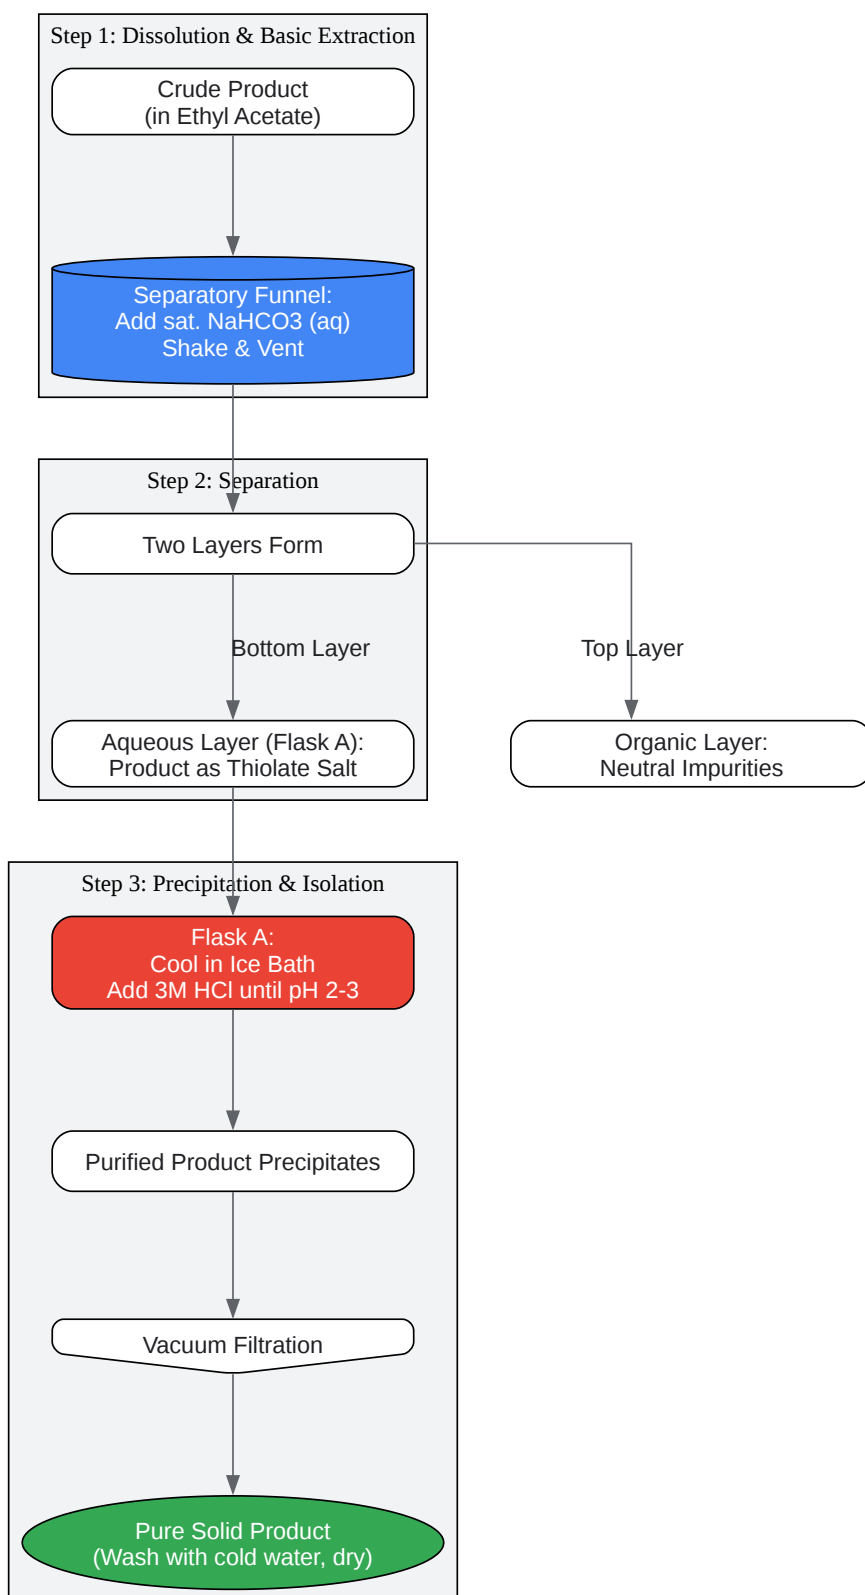 Step 1: Dissolution & Basic Extraction
Crude Product
(in Ethyl Acetate)
Separatory Funnel:
Add sat. NaHCO3 (aq)
Shake & Vent
Step 2: Separation
Two Layers Form
Bottom Layer
Top Layer
Aqueous Layer (Flask A):
Product as Thiolate Salt
Organic Layer:
Neutral Impurities
Step 3: Precipitation & Isolation
Flask A:
Cool in Ice Bath
Add 3M HCl until pH 2-3
Purified Product Precipitates
Vacuum Filtration
Pure Solid Product
(Wash with cold water, dry)